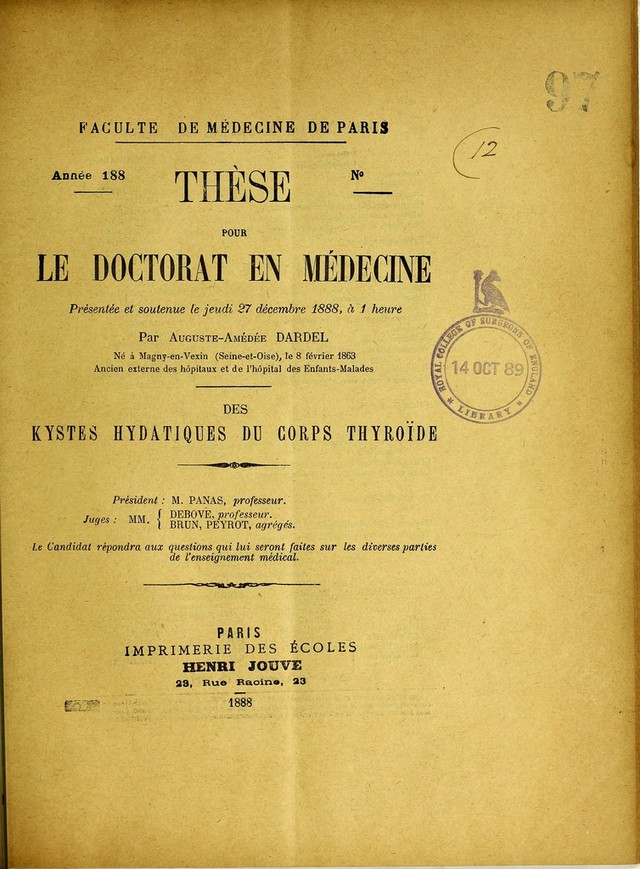 97
FACULTE DE MÉDECINE DE PARIS
12
Année 188 THÈSE No
POUR
LE DOCTORAT EN MÉDECINE
Présentée et soutenue le jeudi 27 décembre 1888, à 1 heure
Par AUGUSTE-AMÉDÉE DARDEL
Né à Magny-en-Vexin (Seine-et-Oise), le 8 février 1863
Ancien externe des hôpitaux et de l'hôpital des Enfants-Malades
ROYAL COLLEGE OF SURGEONS OF ENGLAND
14 OCT 89
LIBRARY
DES
KYSTES HYDATIQUES DU CORPS THYROÏDE
Président : M. PANAS, professeur.
Juges : MM. { DEBOVE, professeur.
BRUN, PEYROT, agrégés.
Le Candidat répondra aux questions qui lui seront faites sur les diverses parties
de l'enseignement médical.
PARIS
IMPRIMERIE DES ÉCOLES
HENRI JOUVE
23, Rue Racine, 23
1888